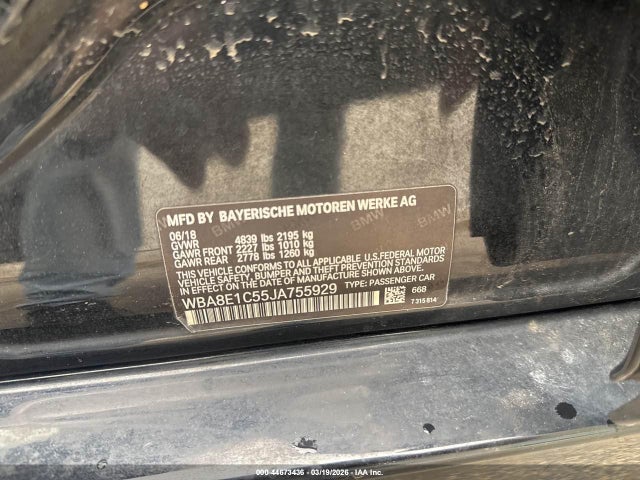 MFD BY BAYERISCHE MOTOREN WERKE AG
06/18
GVWR 4839 lbs 2195 kg
GAWR FRONT 2227 lbs 1010 kg
GAWR REAR 2778 lbs 1260 kg
THIS VEHICLE CONFORMS TO ALL APPLICABLE U.S.FEDERAL MOTOR
VEHICLE SAFETY, BUMPER AND THEFT PREVENTION STANDARDS
IN EFFECT ON THE DATE OF MANUFACTURE SHOWN ABOVE.
WBA8E1C55JA755929 TYPE: PASSENGER CAR
668
7 315 814
BMW
BMW
000-44673436 | 03/19/2026 | IAA Inc.